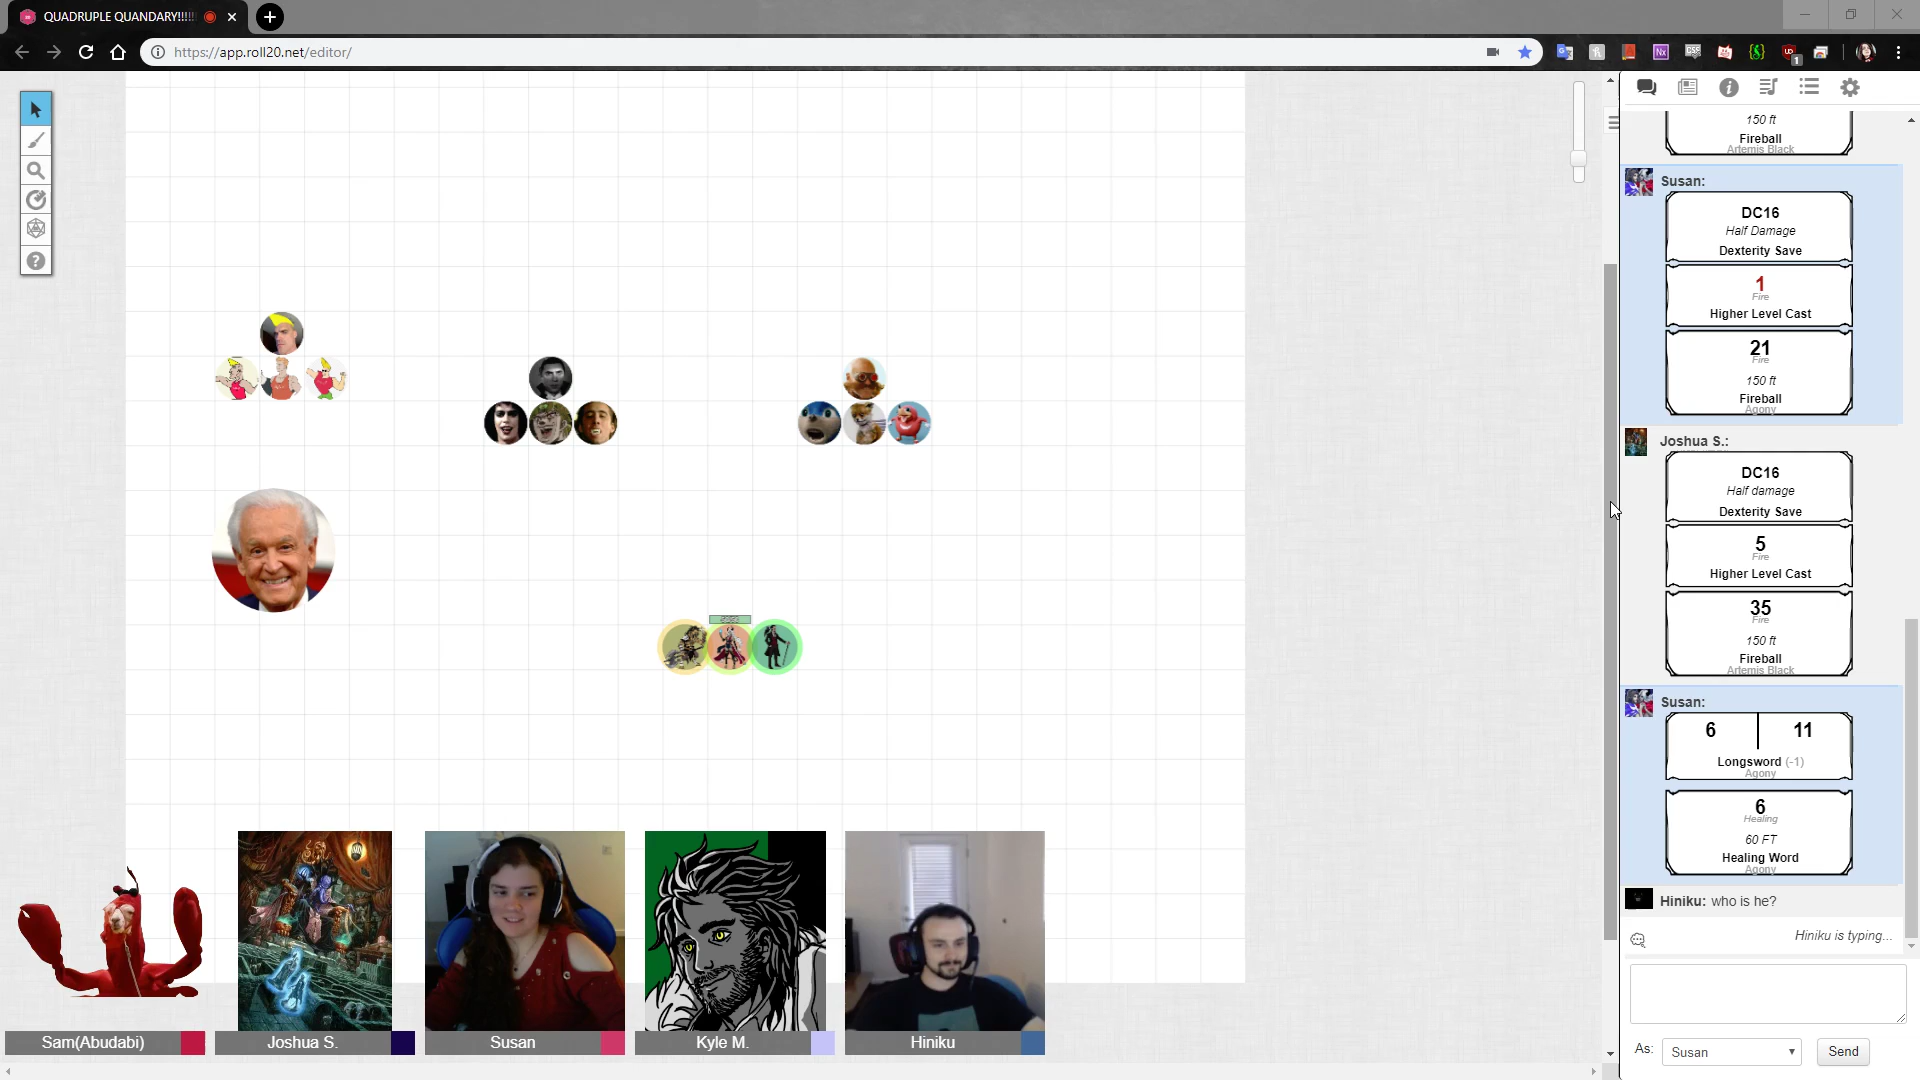 QUADRUPLE QUANDARY!!!!!
https://app.roll20.net/editor/
150 ft
Fireball
Artemis Black
Susan:
DC16
Half Damage
Dexterity Save
1
Fire
Higher Level Cast
21
Fire
150 ft
Fireball
Agony
Joshua S.:
DC16
Half damage
Dexterity Save
5
Fire
Higher Level Cast
35
Fire
150 ft
Fireball
Artemis Black
Susan:
6 11
Longsword (-1)
Agony
6
Healing
60 FT
Healing Word
Agony
Hiniku: who is he?
Hiniku is typing...
As: Susan Send
Sam(Abudabi) Joshua S. Susan Kyle M. Hiniku